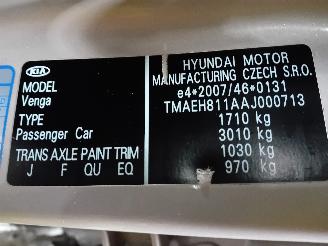 KIA
MODEL
Venga
TYPE
Passenger Car
TRANS AXLE PAINT TRIM
J F QU EQ
HYUNDAI MOTOR
MANUFACTURING CZECH S.R.O.
e4*2007/46*0131
TMAEH811AAJ000713
1710 kg
3010 kg
1030 kg
970 kg